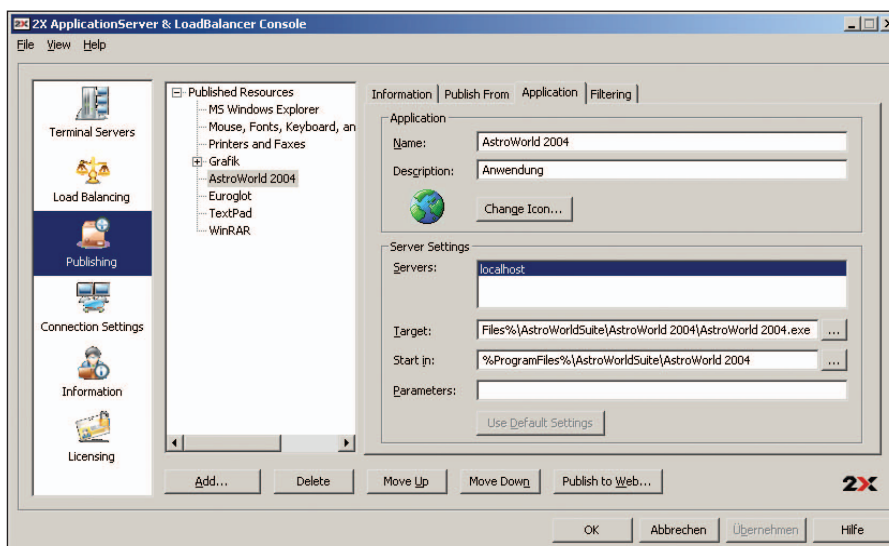 2X 2X ApplicationServer & LoadBalancer Console
File View Help
Terminal Servers
Load Balancing
Publishing
Connection Settings
Information
Licensing
Published Resources
MS Windows Explorer
Mouse, Fonts, Keyboard, an
Printers and Faxes
Grafik
AstroWorld 2004
Euroglot
TextPad
WinRAR
Information Publish From Application Filtering
Application
Name: AstroWorld 2004
Description: Anwendung
Change Icon...
Server Settings
Servers: localhost
Target: Files%\AstroWorldSuite\AstroWorld 2004\AstroWorld 2004.exe ...
Start in: %ProgramFiles%\AstroWorldSuite\AstroWorld 2004 ...
Parameters:
Use Default Settings
Add... Delete Move Up Move Down Publish to Web... 2X
OK Abbrechen Übernehmen Hilfe